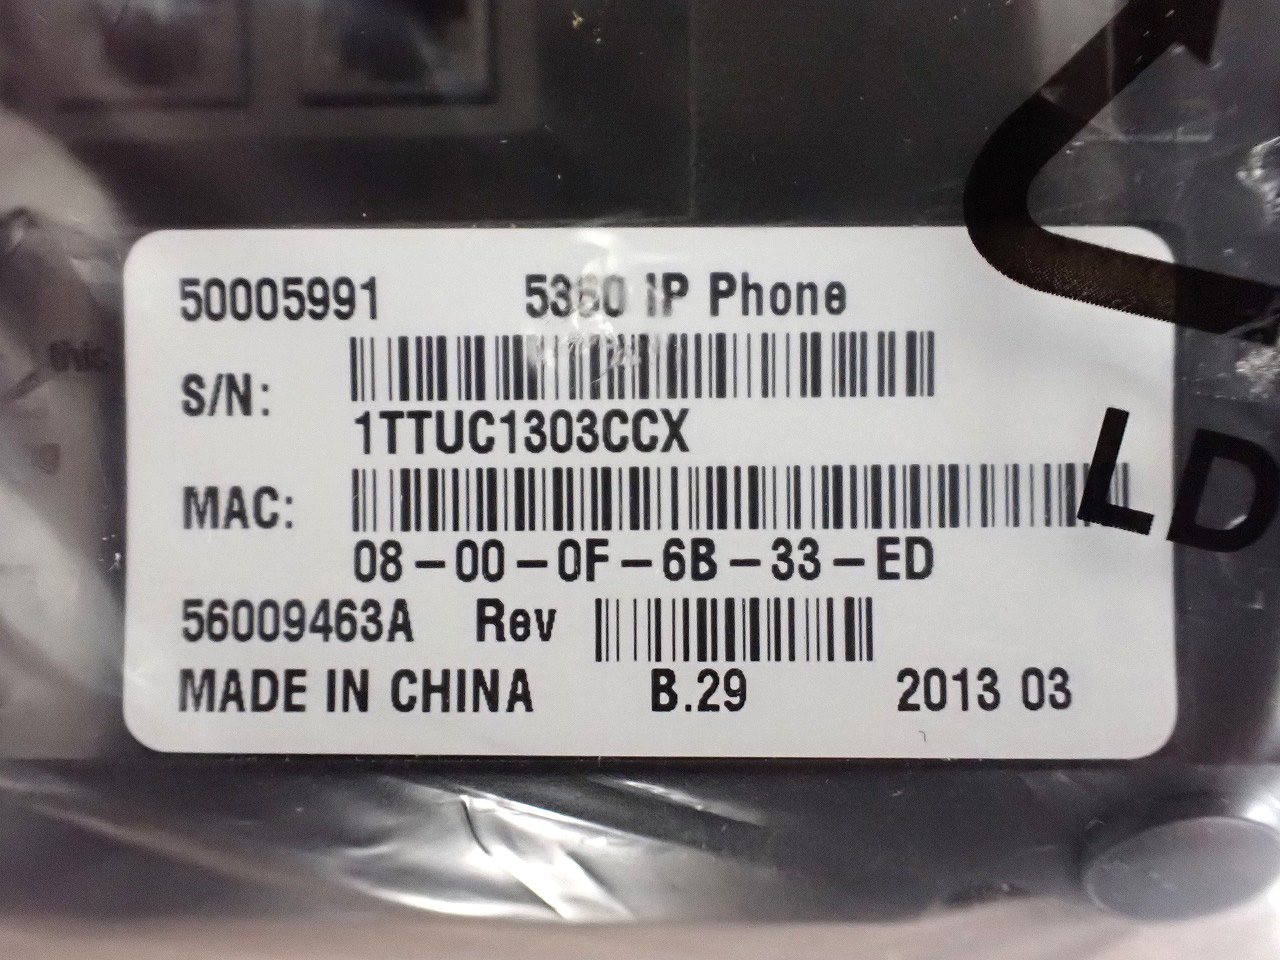 50005991 5360 IP Phone
S/N:
1TTUC1303CCX
MAC:
08-00-0F-6B-33-ED
56009463A Rev
MADE IN CHINA B.29 2013 03
LD
this